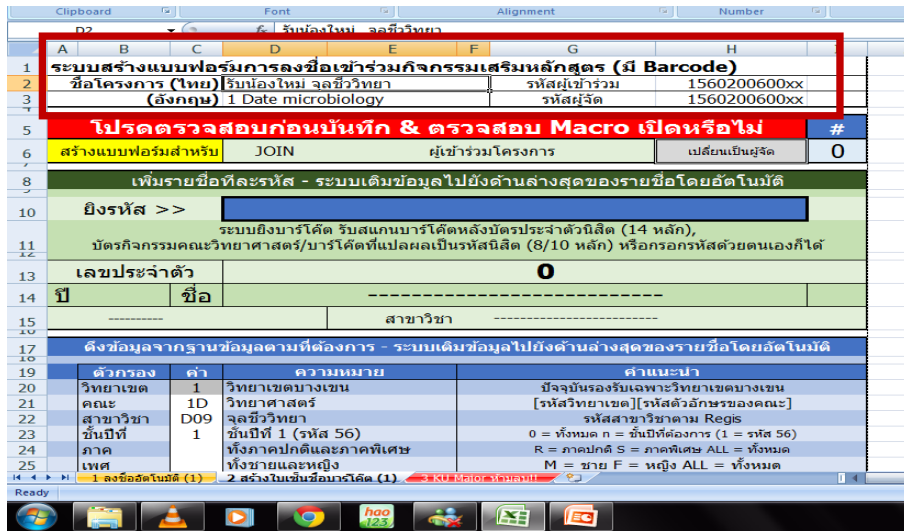 Clipboard Font Alignment Number
D2 fx รับน้องใหม่ จุลชีววิทยา
A B C D E F G H I
1 ระบบสร้างแบบฟอร์มการลงชื่อเข้าร่วมกิจกรรมเสริมหลักสูตร (มี Barcode)
2 ชื่อโครงการ (ไทย) รับน้องใหม่ จุลชีววิทยา รหัสผู้เข้าร่วม 1560200600xx
3 (อังกฤษ) 1 Date microbiology รหัสผู้จัด 1560200600xx
4
5 โปรดตรวจสอบก่อนบันทึก & ตรวจสอบ Macro เปิดหรือไม่ #
6 สร้างแบบฟอร์มสำหรับ JOIN ผู้เข้าร่วมโครงการ เปลี่ยนเป็นผู้จัด 0
7
8 เพิ่มรายชื่อทีละรหัส - ระบบเติมข้อมูลไปยังด้านล่างสุดของรายชื่อโดยอัตโนมัติ
9
10 ยิงรหัส >>
ระบบยิงบาร์โค้ด รับสแกนบาร์โค้ดหลังบัตรประจำตัวนิสิต (14 หลัก),
11 บัตรกิจกรรมคณะวิทยาศาสตร์/บาร์โค้ดที่แปลผลเป็นรหัสนิสิต (8/10 หลัก) หรือกรอกรหัสด้วยตนเองก็ได้
12
13 เลขประจำตัว 0
14 ปี ชื่อ ---------------------------
15 ---------- สาขาวิชา -------------------------
16
17 ดึงข้อมูลจากฐานข้อมูลตามที่ต้องการ - ระบบเติมข้อมูลไปยังด้านล่างสุดของรายชื่อโดยอัตโนมัติ
18
19 ตัวกรอง ค่า ความหมาย คำแนะนำ
20 วิทยาเขต 1 วิทยาเขตบางเขน ปัจจุบันรองรับเฉพาะวิทยาเขตบางเขน
21 คณะ 1D วิทยาศาสตร์ [รหัสวิทยาเขต][รหัสตัวอักษรของคณะ]
22 สาขาวิชา D09 จุลชีววิทยา รหัสสาขาวิชาตาม Regis
23 ชั้นปีที่ 1 ชั้นปีที่ 1 (รหัส 56) 0 = ทั้งหมด n = ชั้นปีที่ต้องการ (1 = รหัส 56)
24 ภาค ทั้งภาคปกติและภาคพิเศษ R = ภาคปกติ S = ภาคพิเศษ ALL = ทั้งหมด
25 เพศ ทั้งชายและหญิง M = ชาย F = หญิง ALL = ทั้งหมด
1 ลงชื่ออัตโนมัติ (1) 2 สร้างใบเซ็นชื่อบาร์โค้ด (1) 3 KU Major ห้ามลบ!!
Ready
hao
123